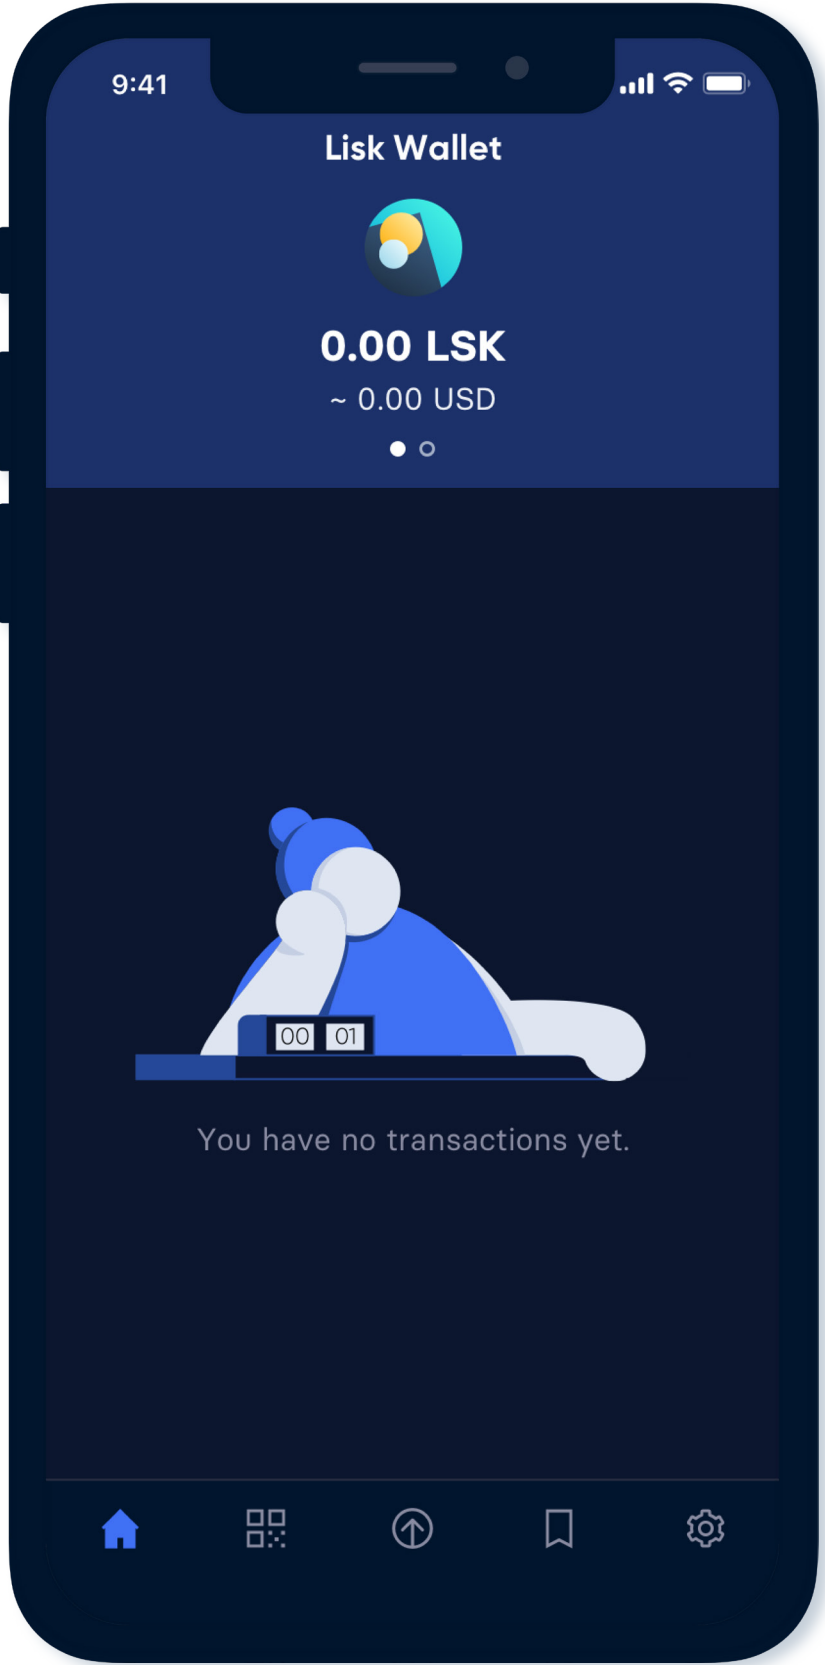 9:41
Lisk Wallet
0.00 LSK
~ 0.00 USD
00 01
You have no transactions yet.